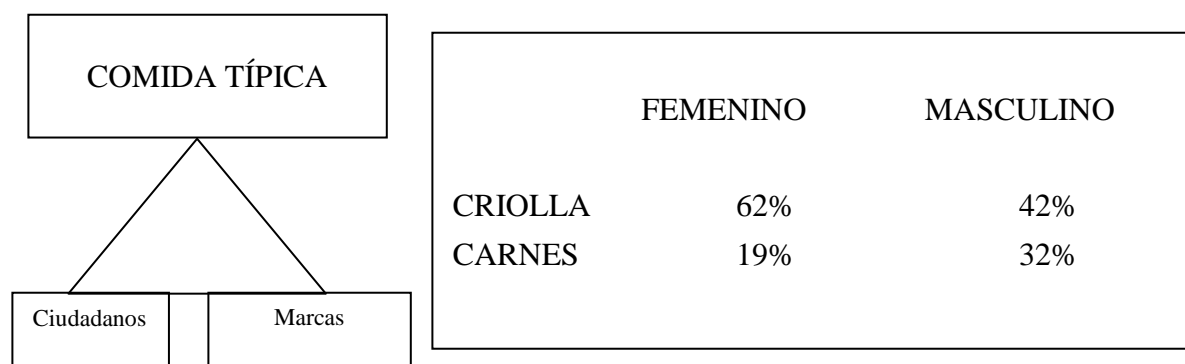 COMIDA TÍPICA
Ciudadanos
Marcas
FEMENINO MASCULINO
CRIOLLA 62% 42%
CARNES 19% 32%